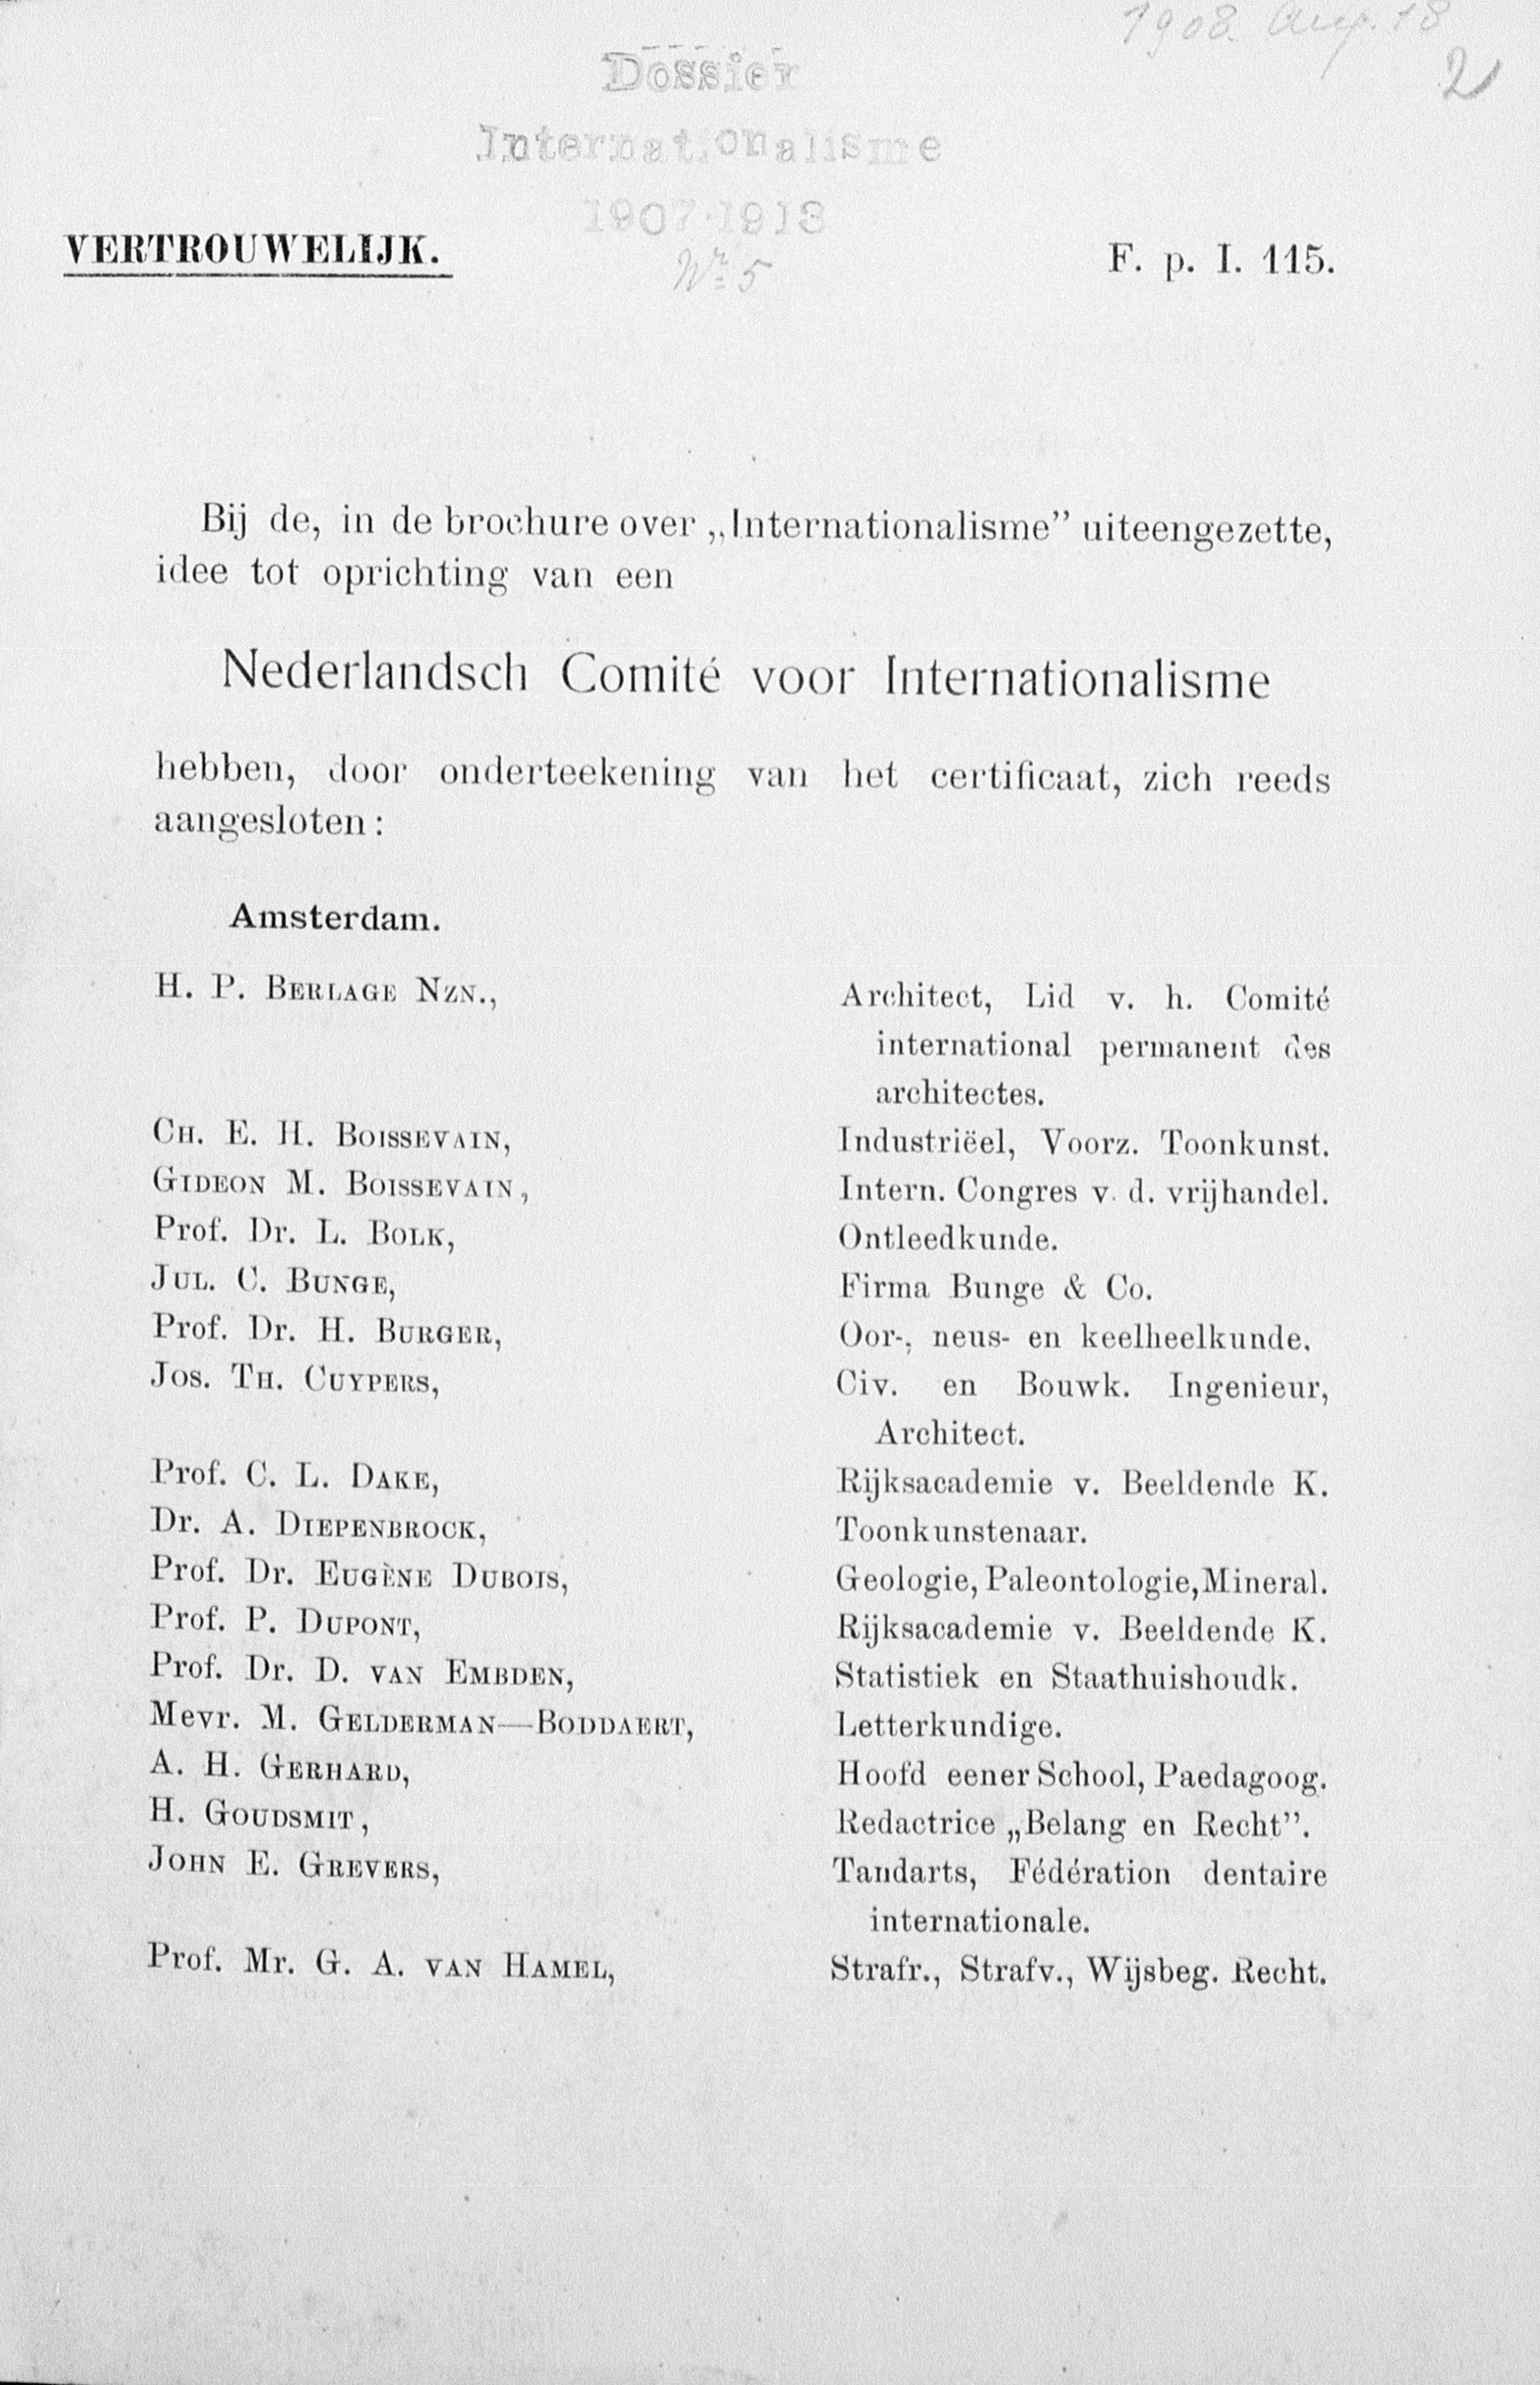 1908. Aug. 18
2
Dossier
Internationalisme
1907-1913
Nr 5
VERTROUWELIJK.
F. p. I. 115.
Bij de, in de brochure over „Internationalisme” uiteengezette,
idee tot oprichting van een
Nederlandsch Comité voor Internationalisme
hebben, door onderteekening van het certificaat, zich reeds
aangesloten:
Amsterdam.
H. P. BERLAGE NZN., Architect, Lid v. h. Comité
international permanent des
architectes.
CH. E. H. BOISSEVAIN, Industriëel, Voorz. Toonkunst.
GIDEON M. BOISSEVAIN, Intern. Congres v. d. vrijhandel.
Prof. Dr. L. BOLK, Ontleedkunde.
JUL. C. BUNGE, Firma Bunge & Co.
Prof. Dr. H. BURGER, Oor-, neus- en keelheelkunde.
JOS. TH. CUYPERS, Civ. en Bouwk. Ingenieur,
Architect.
Prof. C. L. DAKE, Rijksacademie v. Beeldende K.
Dr. A. DIEPENBROCK, Toonkunstenaar.
Prof. Dr. EUGÈNE DUBOIS, Geologie, Paleontologie, Mineral.
Prof. P. DUPONT, Rijksacademie v. Beeldende K.
Prof. Dr. D. VAN EMBDEN, Statistiek en Staathuishoudk.
Mevr. M. GELDERMAN—BODDAERT, Letterkundige.
A. H. GERHARD, Hoofd eener School, Paedagoog.
H. GOUDSMIT, Redactrice „Belang en Recht”.
JOHN E. GREVERS, Tandarts, Fédération dentaire
internationale.
Prof. Mr. G. A. VAN HAMEL, Strafr., Strafv., Wijsbeg. Recht.